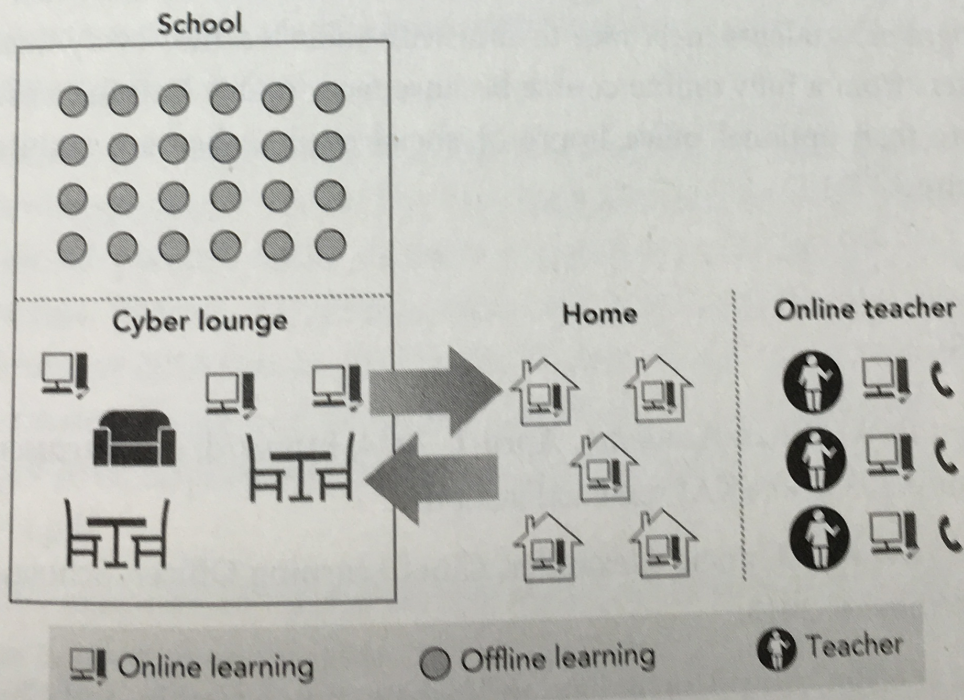 School
Cyber lounge
Home
Online teacher
Online learning
Offline learning
Teacher